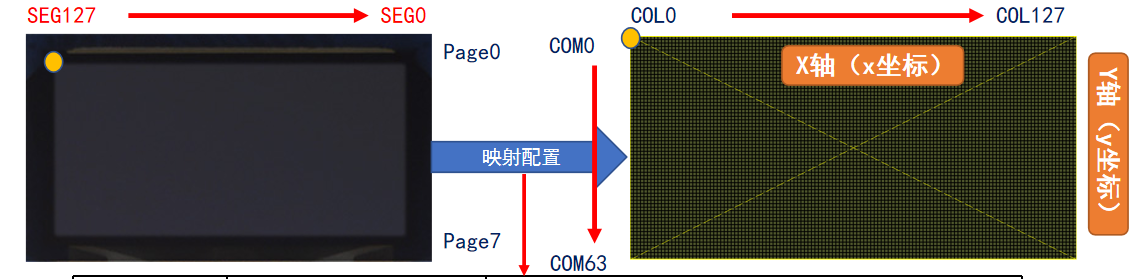 SEG127
SEG0
COL0
COL127
Page0
COM0
X轴（x坐标）
Y轴（y坐标）
映射配置
Page7
COM63